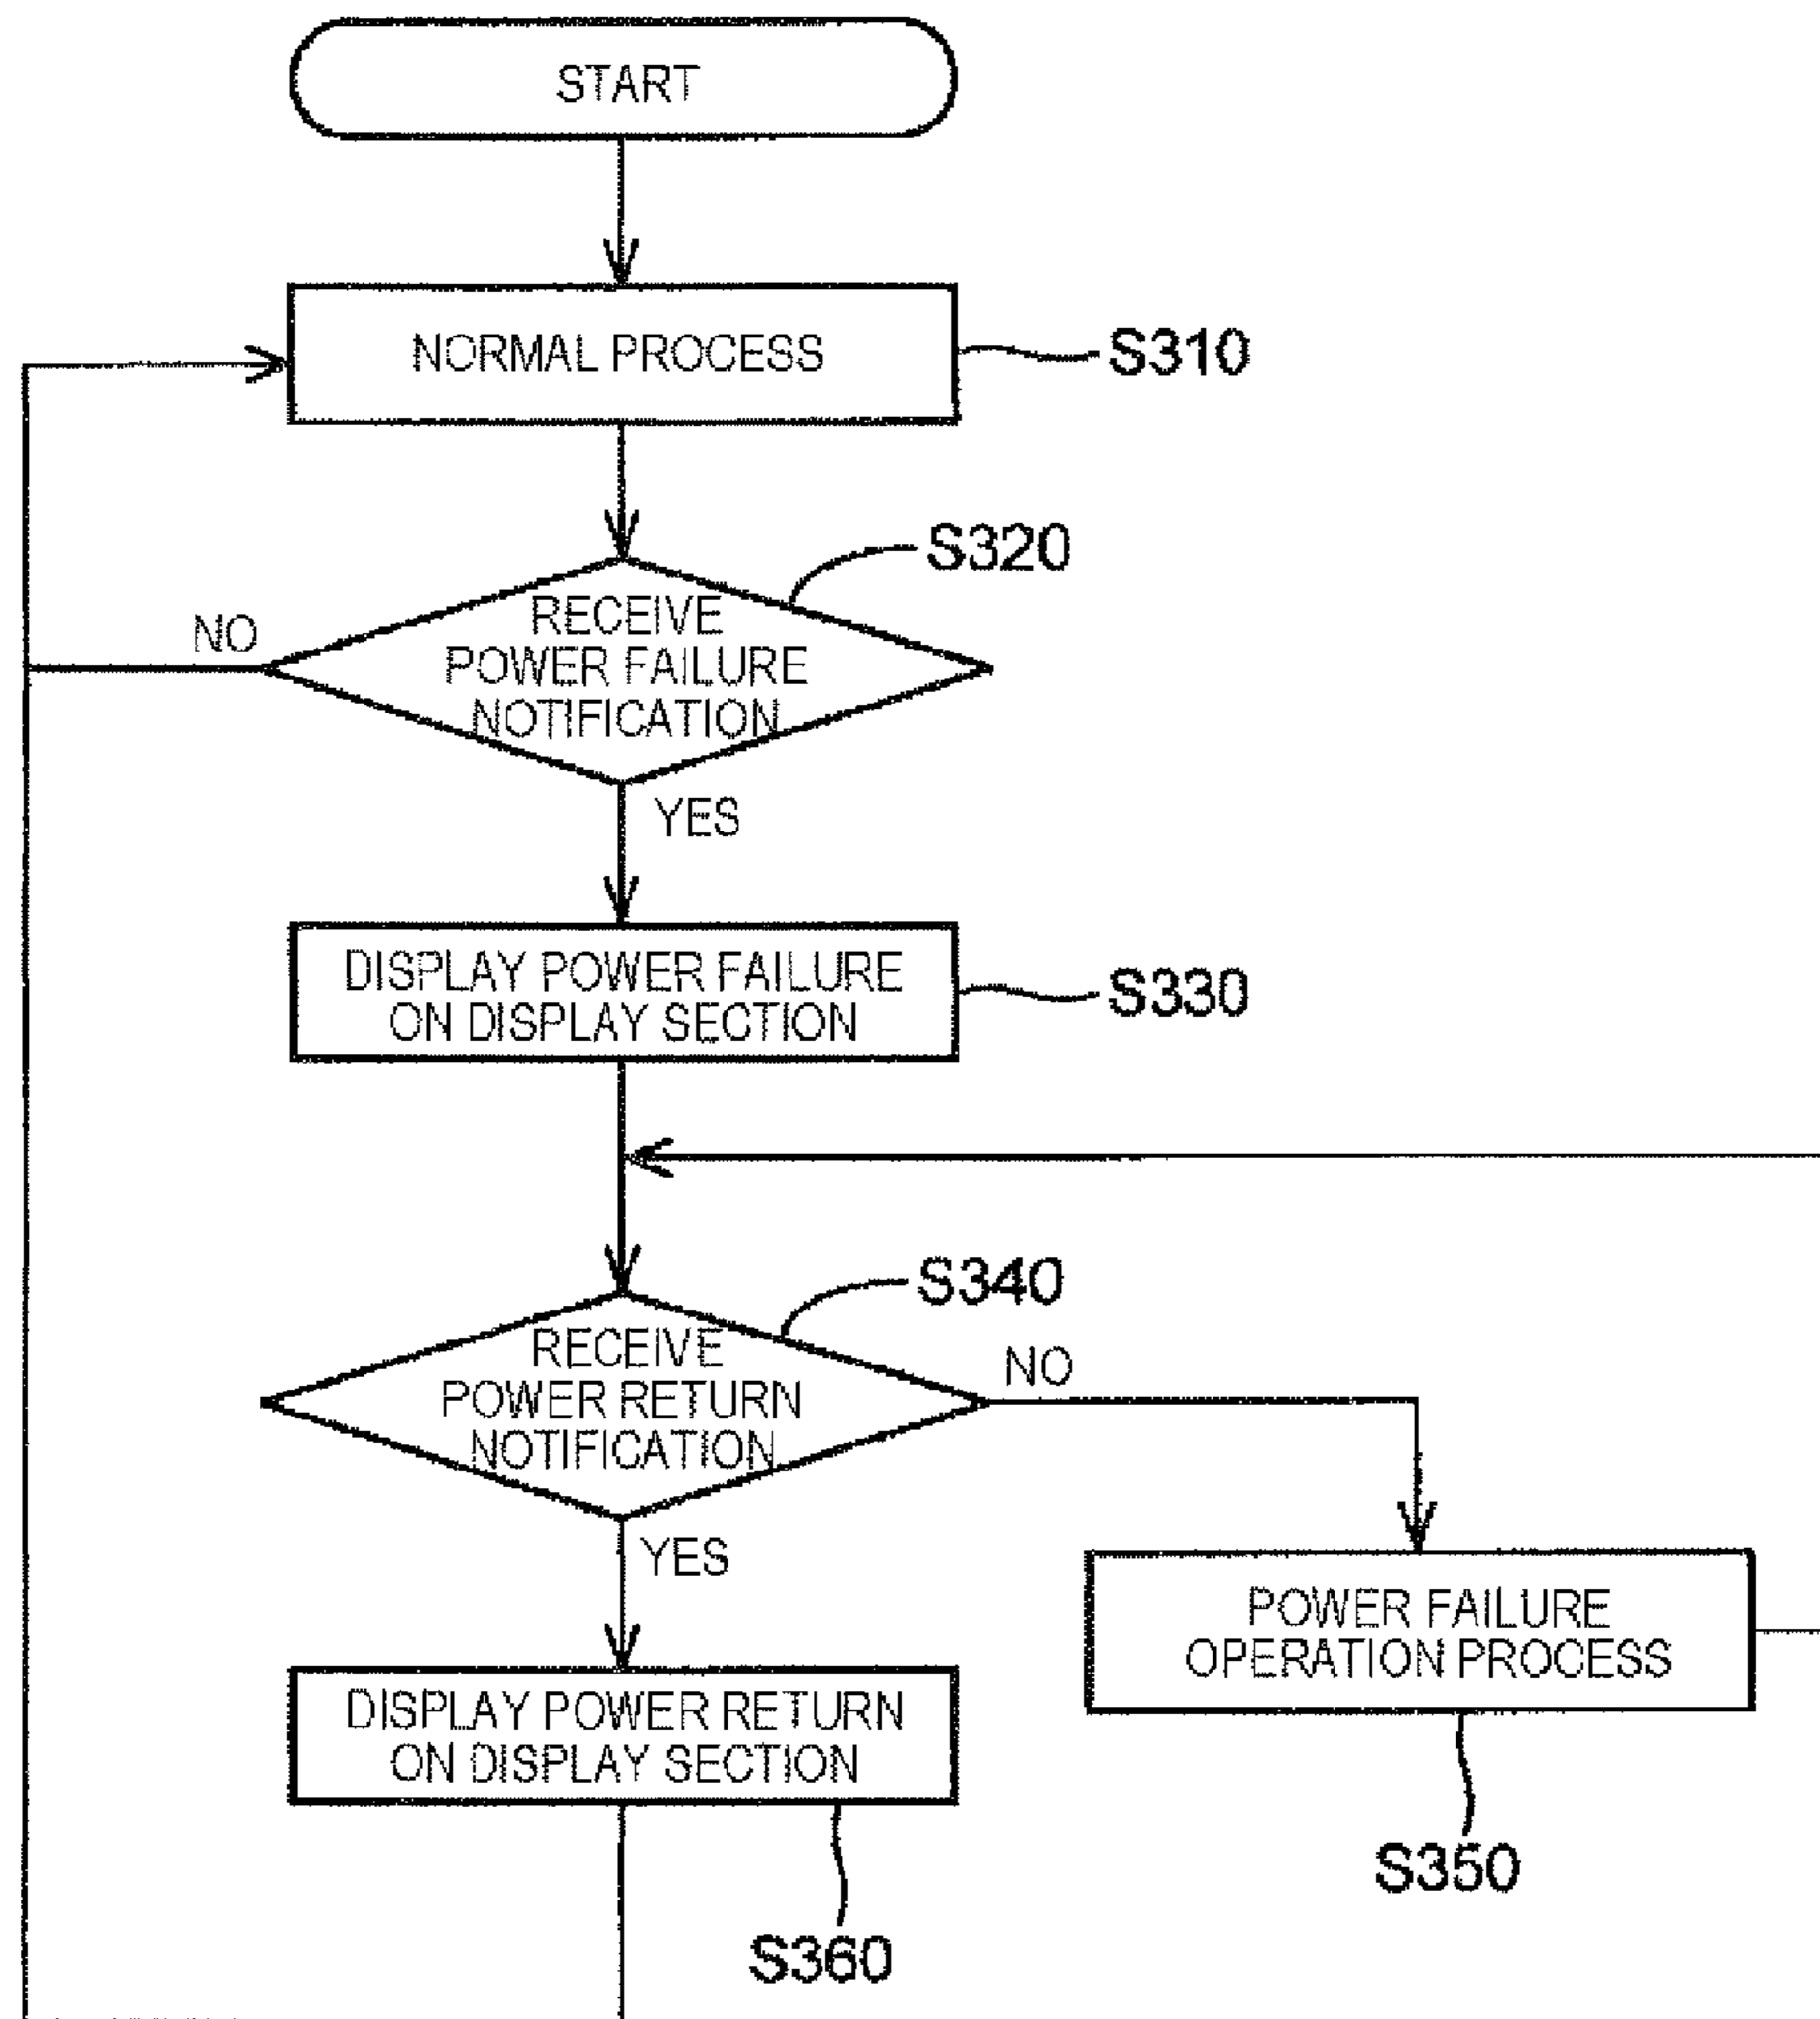 START
NORMAL PROCESS
S310
S320
RECEIVE
POWER FAILURE
NOTIFICATION
NO
YES
DISPLAY POWER FAILURE
ON DISPLAY SECTION
S330
S340
RECEIVE
POWER RETURN
NOTIFICATION
NO
YES
POWER FAILURE
OPERATION PROCESS
S350
DISPLAY POWER RETURN
ON DISPLAY SECTION
S360